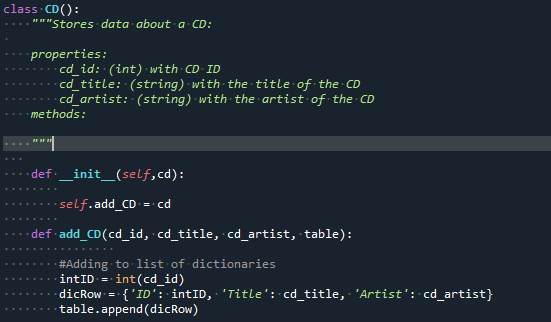 class CD():
    """Stores data about a CD:
    properties:
        cd_id: (int) with CD ID
        cd_title: (string) with the title of the CD
        cd_artist: (string) with the artist of the CD
    methods:
    """
    def __init__(self,cd):
        self.add_CD = cd
    def add_CD(cd_id, cd_title, cd_artist, table):
        #Adding to list of dictionaries
        intID = int(cd_id)
        dicRow = {'ID': intID, 'Title': cd_title, 'Artist': cd_artist}
        table.append(dicRow)